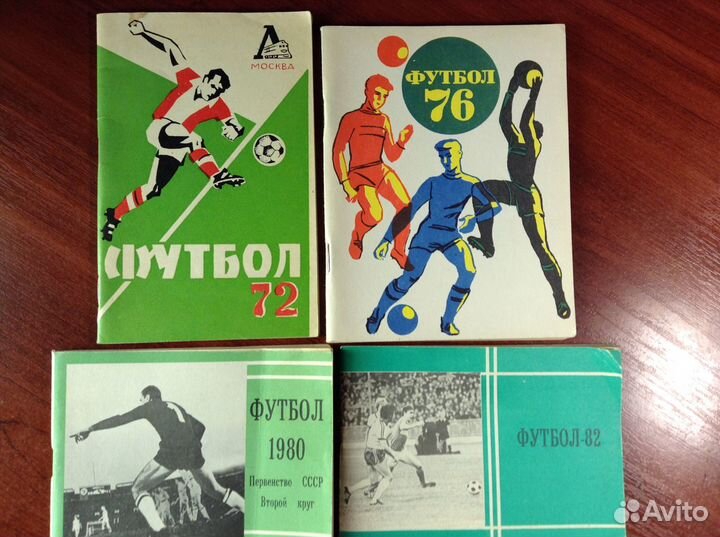 МОСКВА
ФУТБОЛ
72
ФУТБОЛ
76
ФУТБОЛ
1980
Первенство СССР
Второй круг
ФУТБОЛ-82
Avito